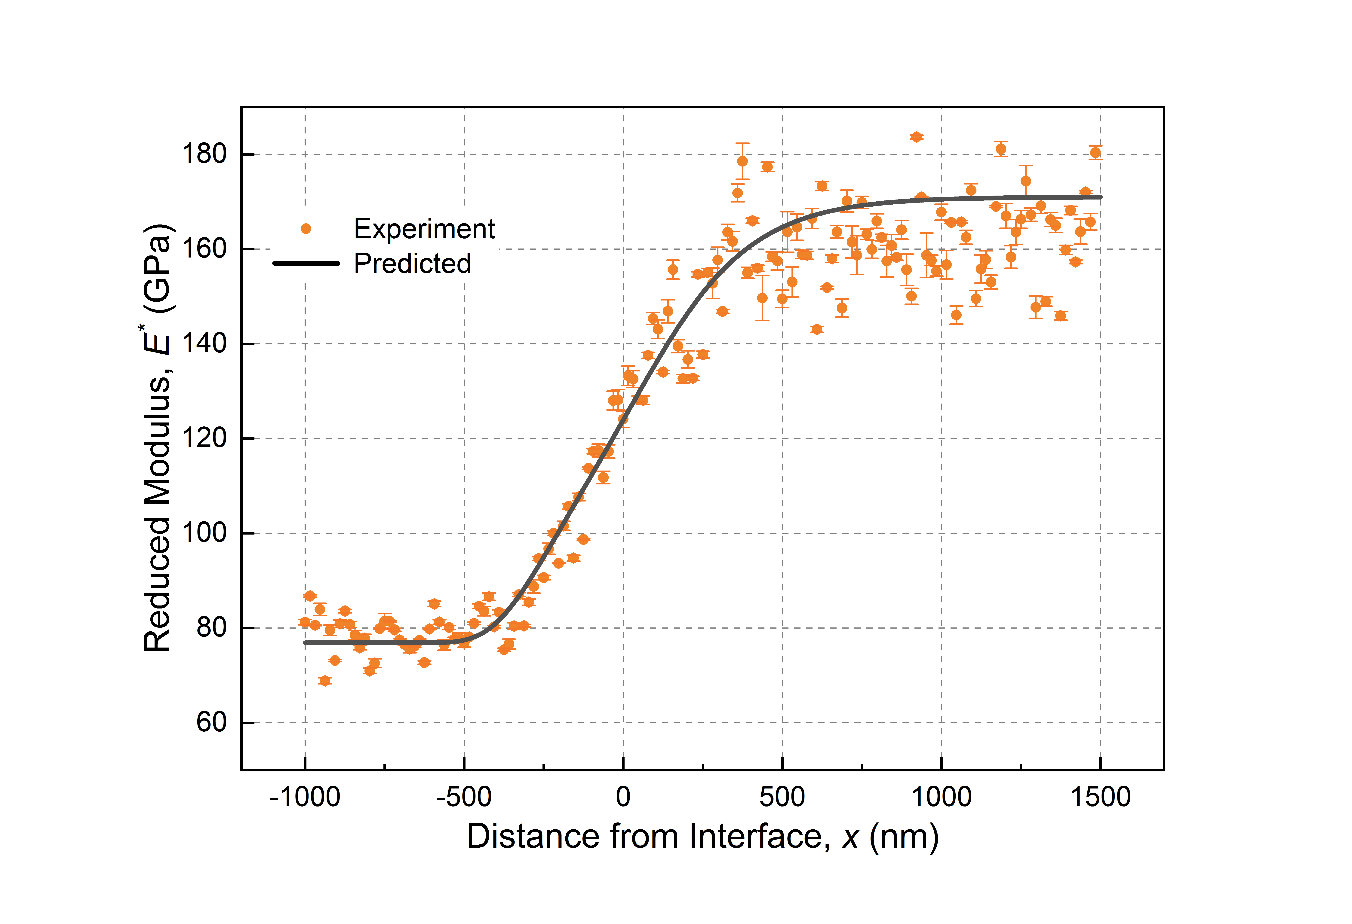 180
160
140
120
100
80
60
Reduced Modulus, E* (GPa)
Experiment
Predicted
-1000 -500 0 500 1000 1500
Distance from Interface, x (nm)